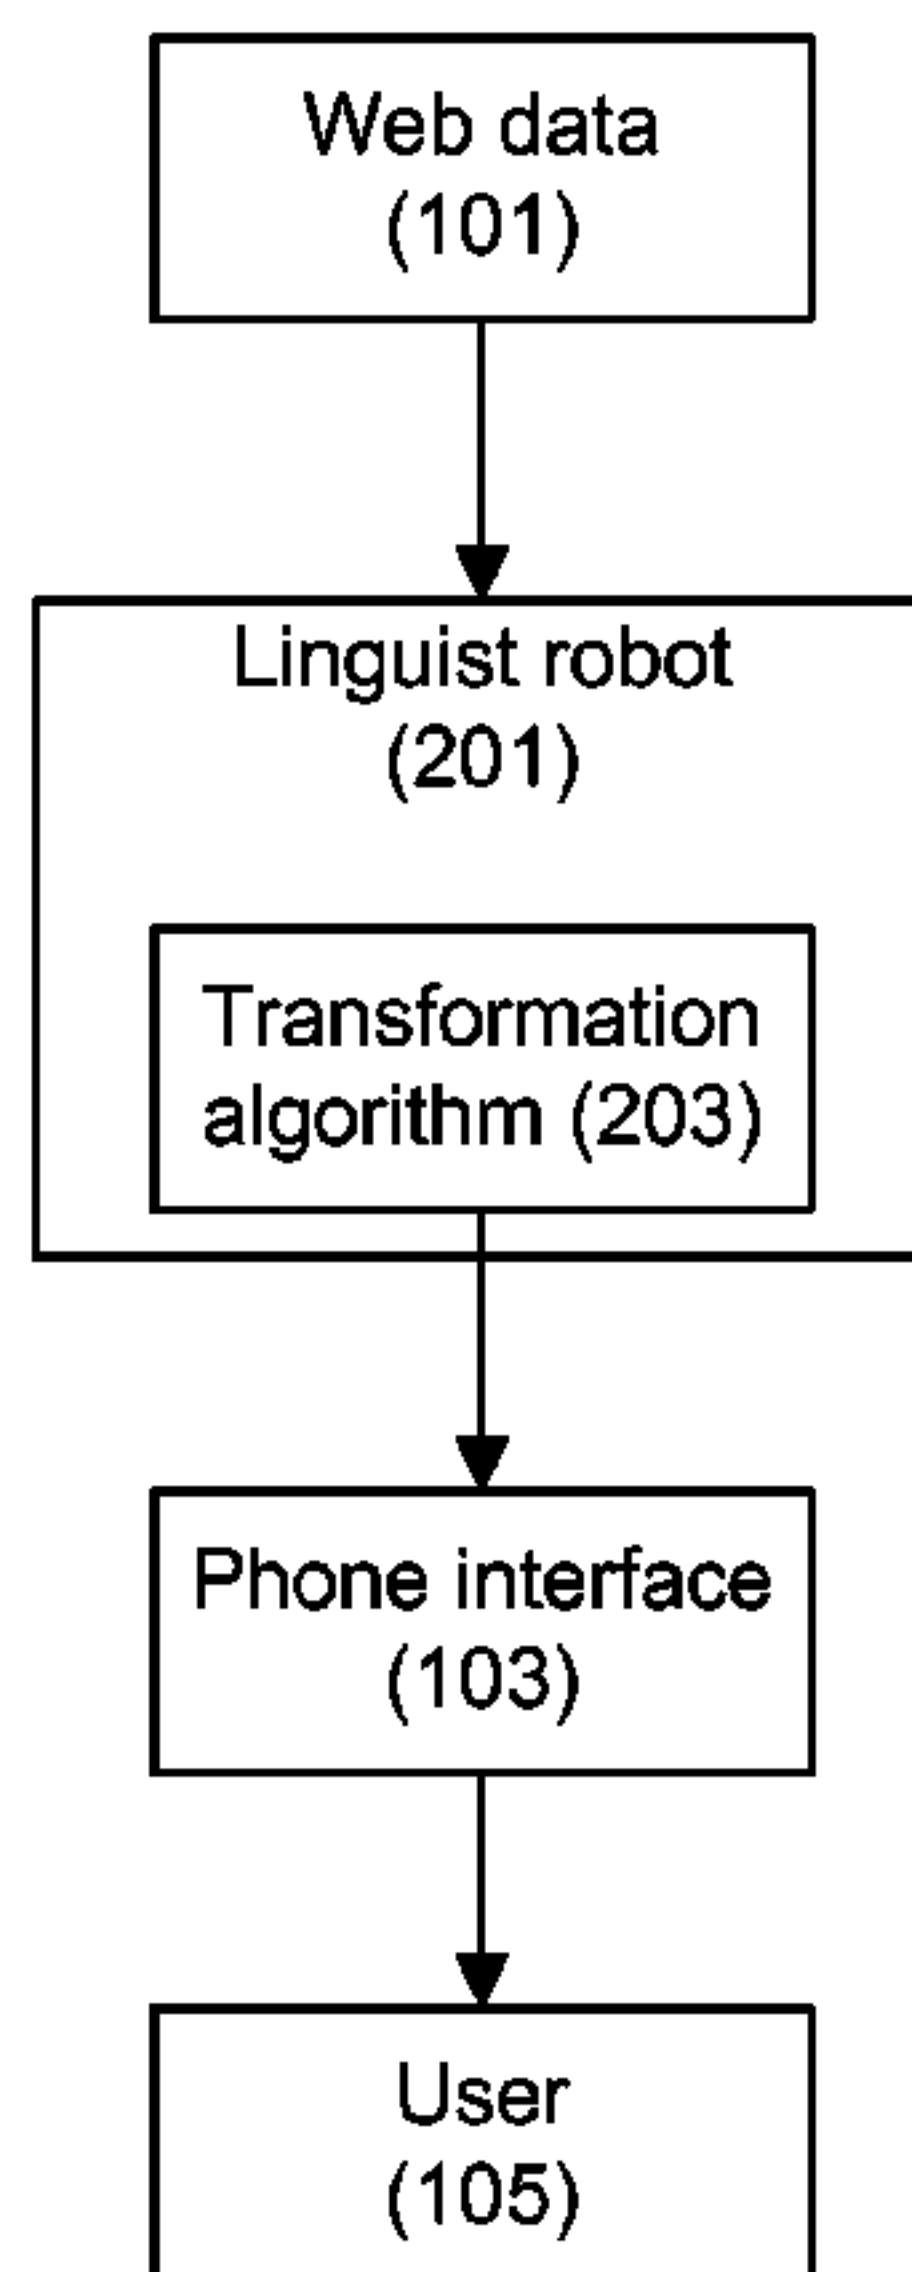 Web data
(101)
Linguist robot
(201)
Transformation
algorithm (203)
Phone interface
(103)
User
(105)